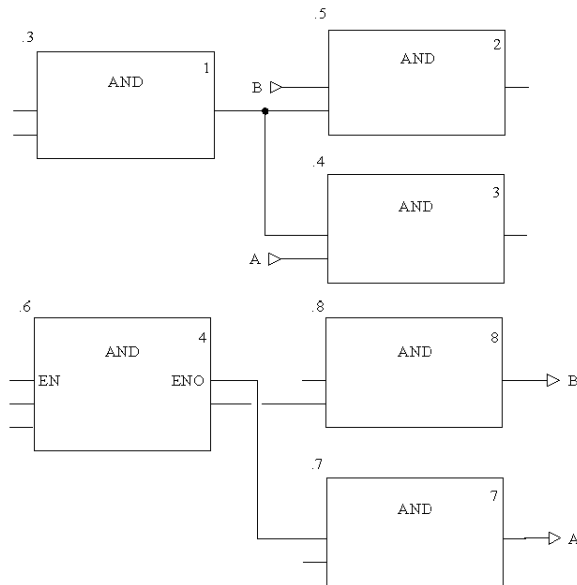 .3
AND
1
.5
AND
2
B
.4
AND
3
A
.6
AND
4
EN
ENO
.8
AND
8
B
.7
AND
7
A